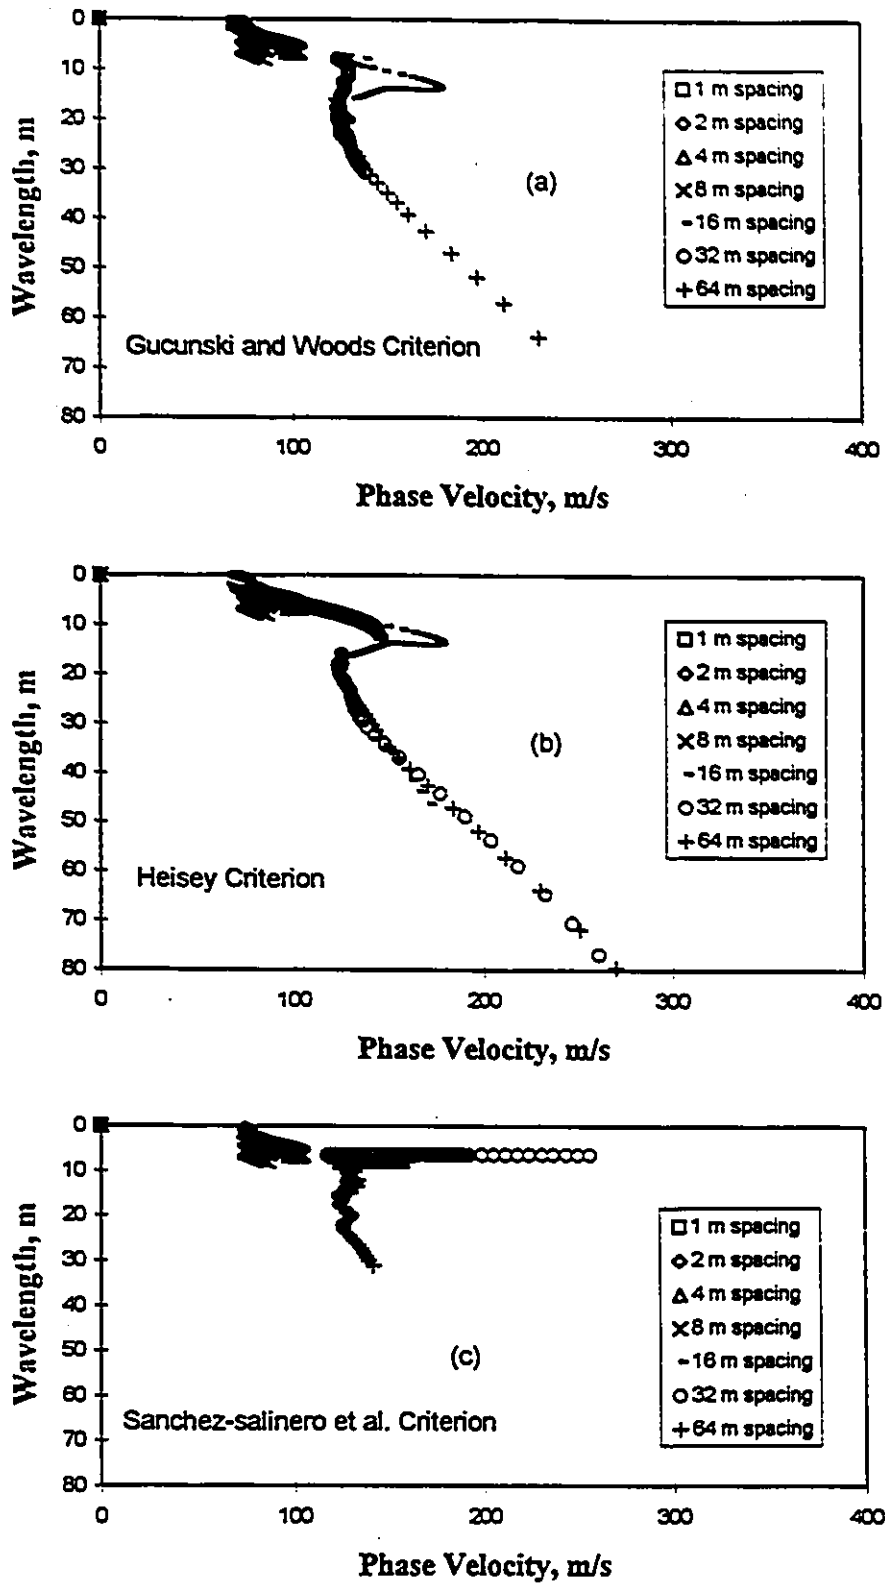 0
10
20
30
40
50
60
70
80
Wavelength, m
0 100 200 300 400
Phase Velocity, m/s
(a)
Gucunski and Woods Criterion
1 m spacing
2 m spacing
4 m spacing
8 m spacing
16 m spacing
32 m spacing
64 m spacing
0
10
20
30
40
50
60
70
80
Wavelength, m
0 100 200 300 400
Phase Velocity, m/s
(b)
Heisey Criterion
1 m spacing
2 m spacing
4 m spacing
8 m spacing
16 m spacing
32 m spacing
64 m spacing
0
10
20
30
40
50
60
70
80
Wavelength, m
0 100 200 300 400
Phase Velocity, m/s
(c)
Sanchez-salinero et al. Criterion
1 m spacing
2 m spacing
4 m spacing
8 m spacing
16 m spacing
32 m spacing
64 m spacing